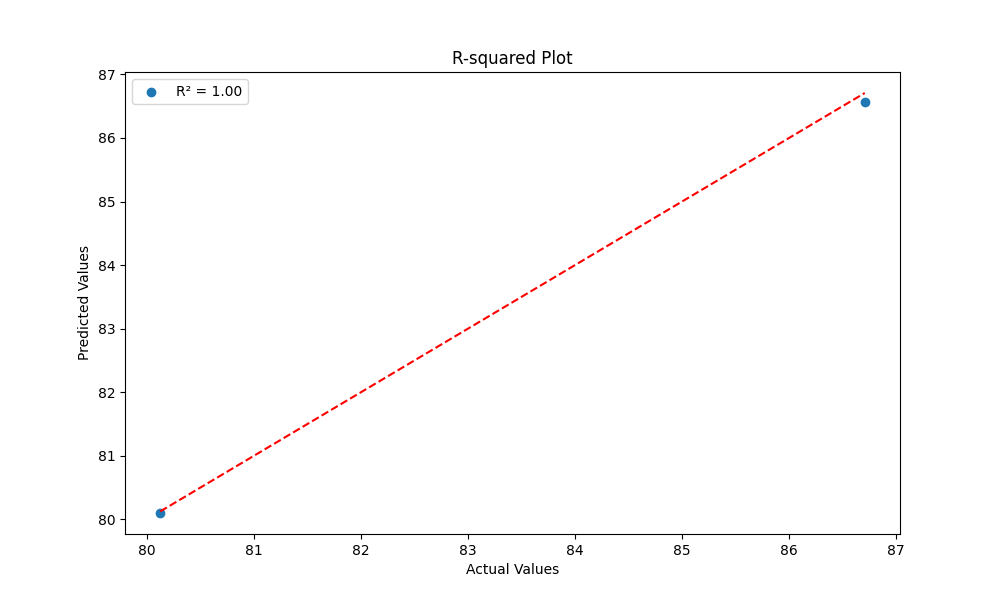 R-squared Plot
R² = 1.00
Predicted Values
87
86
85
84
83
82
81
80
80 81 82 83 84 85 86 87
Actual Values